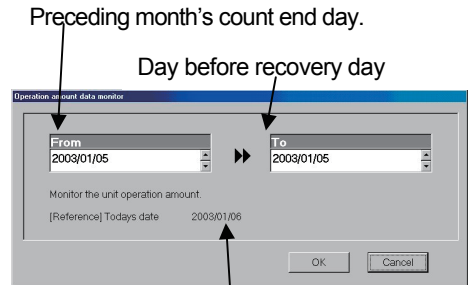 Preceding month's count end day.
Day before recovery day
Operation amount data monitor
From
To
2003/01/05
2003/01/05
Monitor the unit operation amount.
[Reference] Todays date 2003/01/06
OK Cancel